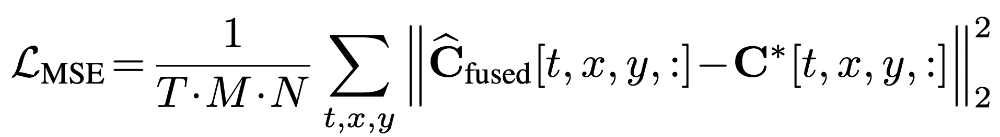 $\mathcal{L}_{\text{MSE}} = \frac{1}{T \cdot M \cdot N} \sum_{t,x,y} \left\| \widehat{\mathbf{C}}_{\text{fused}}[t,x,y,:] - \mathbf{C}^{*}[t,x,y,:] \right\|_2^2$